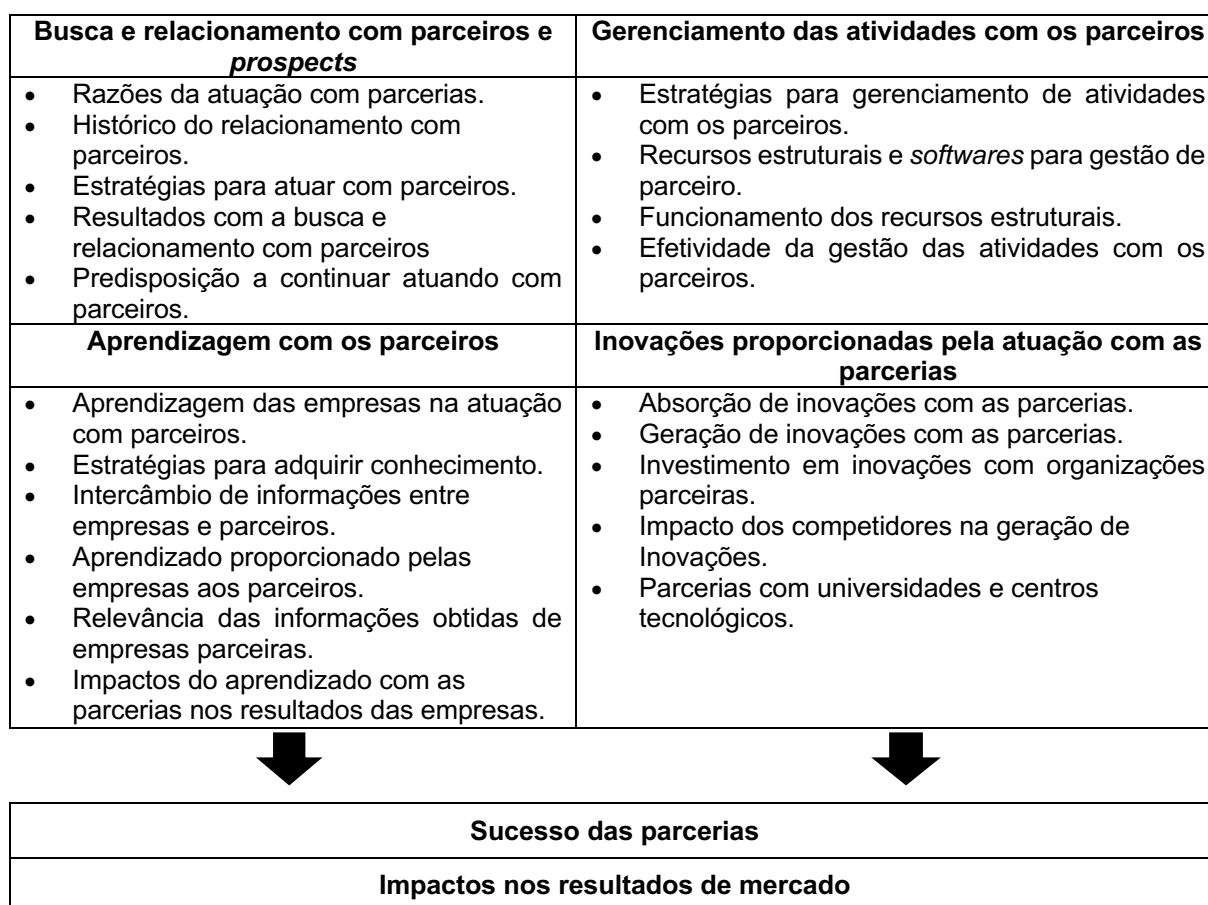 Busca e relacionamento com parceiros e
prospects
• Razões da atuação com parcerias.
• Histórico do relacionamento com
parceiros.
• Estratégias para atuar com parceiros.
• Resultados com a busca e
relacionamento com parceiros
• Predisposição a continuar atuando com
parceiros.
Gerenciamento das atividades com os parceiros
• Estratégias para gerenciamento de atividades
com os parceiros.
• Recursos estruturais e softwares para gestão de
parceiro.
• Funcionamento dos recursos estruturais.
• Efetividade da gestão das atividades com os
parceiros.
Aprendizagem com os parceiros
• Aprendizagem das empresas na atuação
com parceiros.
• Estratégias para adquirir conhecimento.
• Intercâmbio de informações entre
empresas e parceiros.
• Aprendizado proporcionado pelas
empresas aos parceiros.
• Relevância das informações obtidas de
empresas parceiras.
• Impactos do aprendizado com as
parcerias nos resultados das empresas.
Inovações proporcionadas pela atuação com as
parcerias
• Absorção de inovações com as parcerias.
• Geração de inovações com as parcerias.
• Investimento em inovações com organizações
parceiras.
• Impacto dos competidores na geração de
Inovações.
• Parcerias com universidades e centros
tecnológicos.
Sucesso das parcerias
Impactos nos resultados de mercado